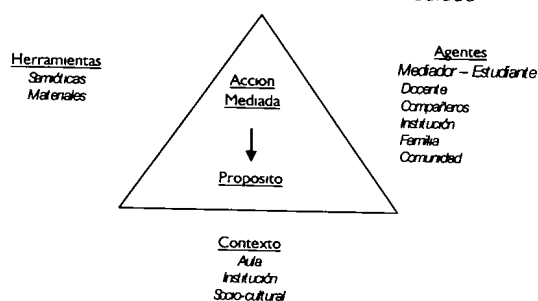 Herramientas
Semióticas
Materiales
Accion
Mediada
Proposito
Agentes
Mediador – Estudiante
Docente
Compañeros
Institución
Familia
Comunidad
Contexto
Aula
Institución
Socio-cultural